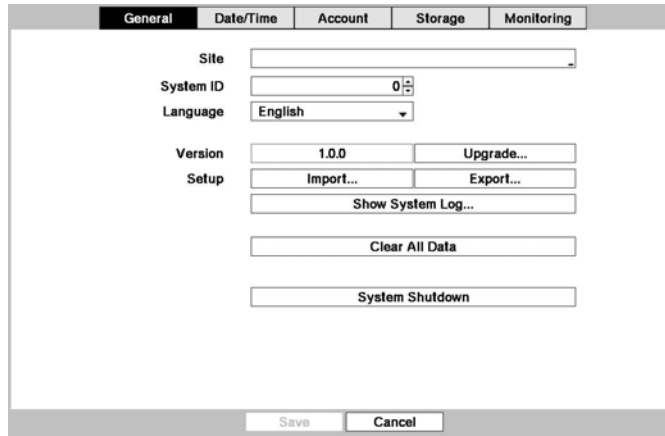 General Date/Time Account Storage Monitoring
Site
System ID 0
Language English
Version 1.0.0 Upgrade...
Setup Import... Export...
Show System Log...
Clear All Data
System Shutdown
Save Cancel